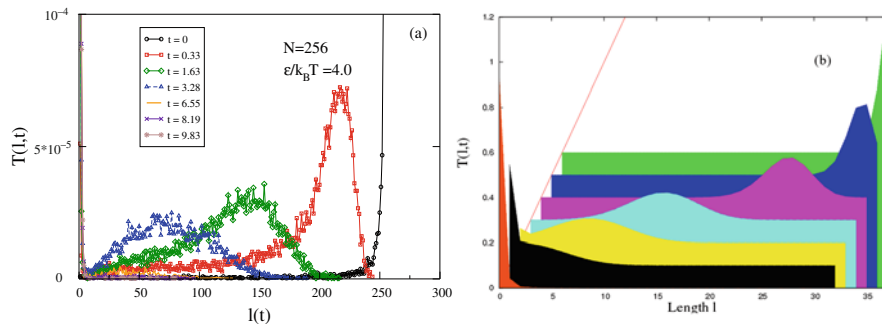 10^-4
5*10^-5
0
T(l,t)
t = 0
t = 0.33
t = 1.63
t = 3.28
t = 6.55
t = 8.19
t = 9.83
(a)
N=256
ε/k_BT =4.0
0 50 100 150 200 250 300
l(t)
(b)
1.2
1
0.8
0.6
0.4
0.2
0
T(l,t)
0 5 10 15 20 25 30 35
Length l